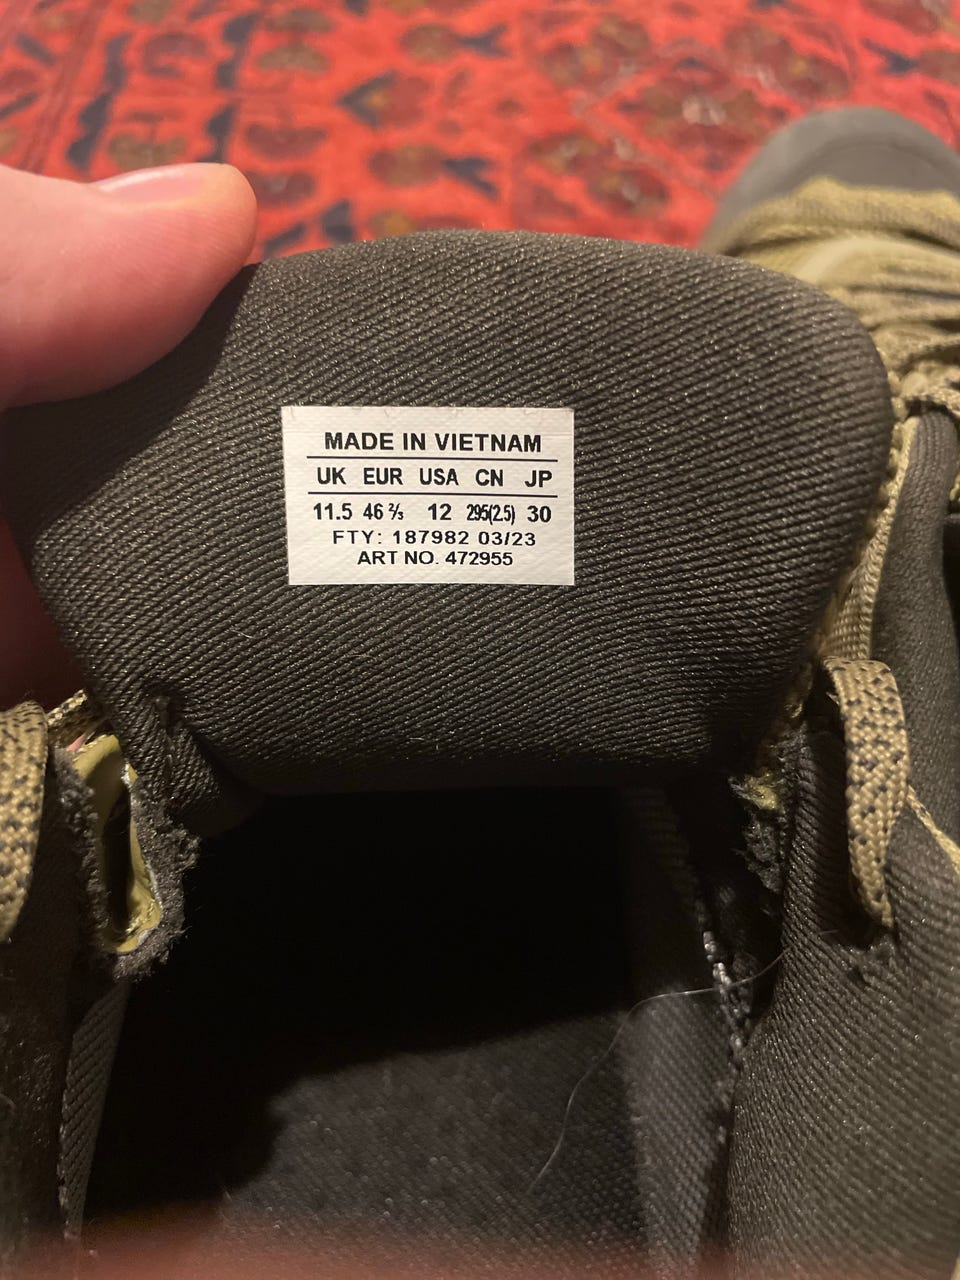 MADE IN VIETNAM
UK EUR USA CN JP
11.5 46 ⅔ 12 295(2.5) 30
FTY: 187982 03/23
ART NO. 472955